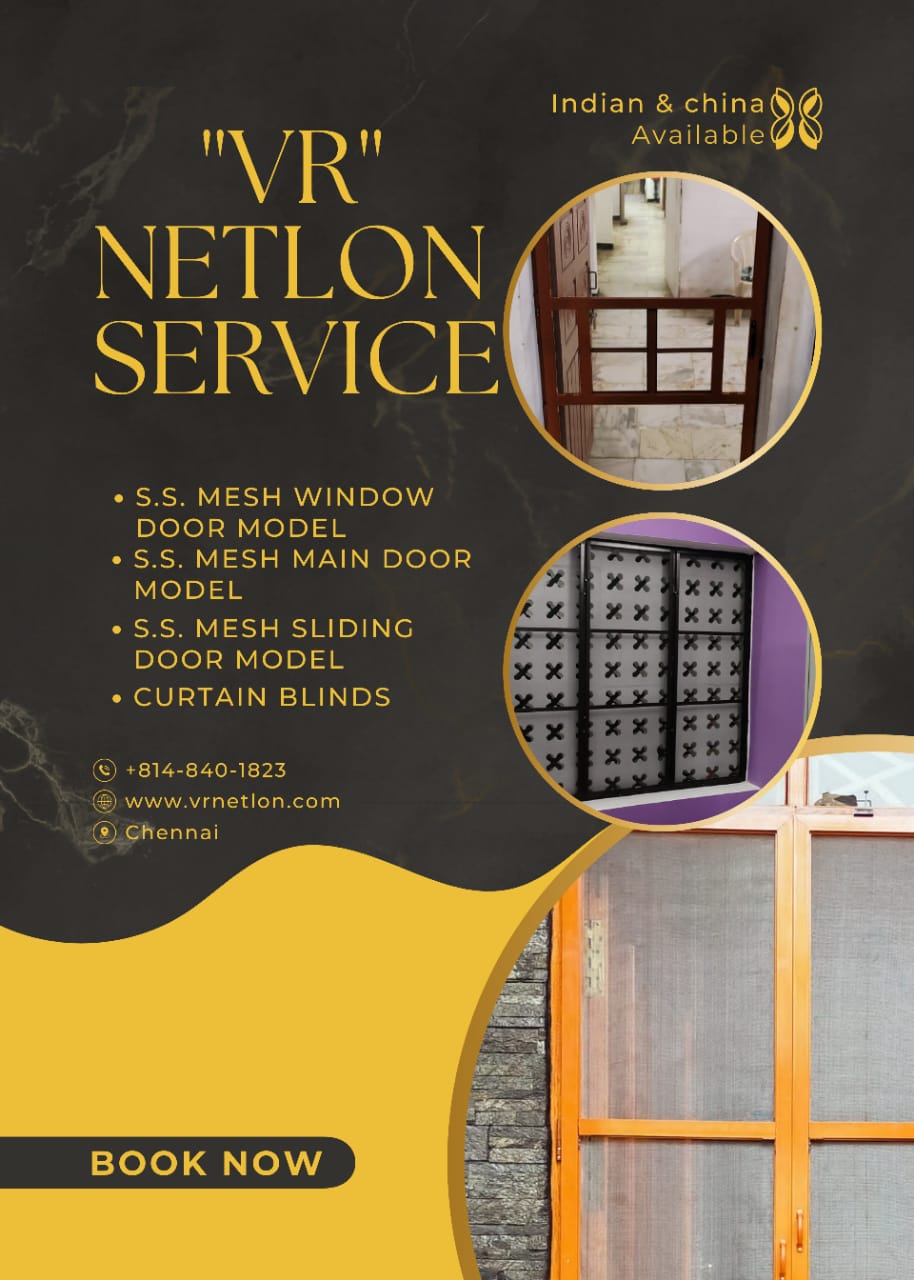 Indian & china
Available
"VR"
NETLON
SERVICE
• S.S. MESH WINDOW
DOOR MODEL
• S.S. MESH MAIN DOOR
MODEL
• S.S. MESH SLIDING
DOOR MODEL
• CURTAIN BLINDS
+814-840-1823
www.vrnetlon.com
Chennai
BOOK NOW